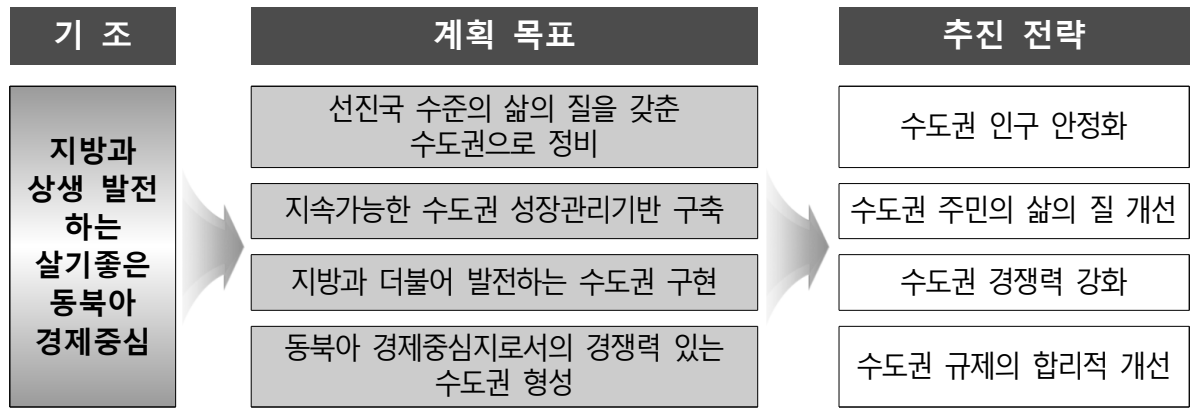 기 조
계획 목표
추진 전략
지방과
상생 발전
하는
살기좋은
동북아
경제중심
선진국 수준의 삶의 질을 갖춘
수도권으로 정비
지속가능한 수도권 성장관리기반 구축
지방과 더불어 발전하는 수도권 구현
동북아 경제중심지로서의 경쟁력 있는
수도권 형성
수도권 인구 안정화
수도권 주민의 삶의 질 개선
수도권 경쟁력 강화
수도권 규제의 합리적 개선